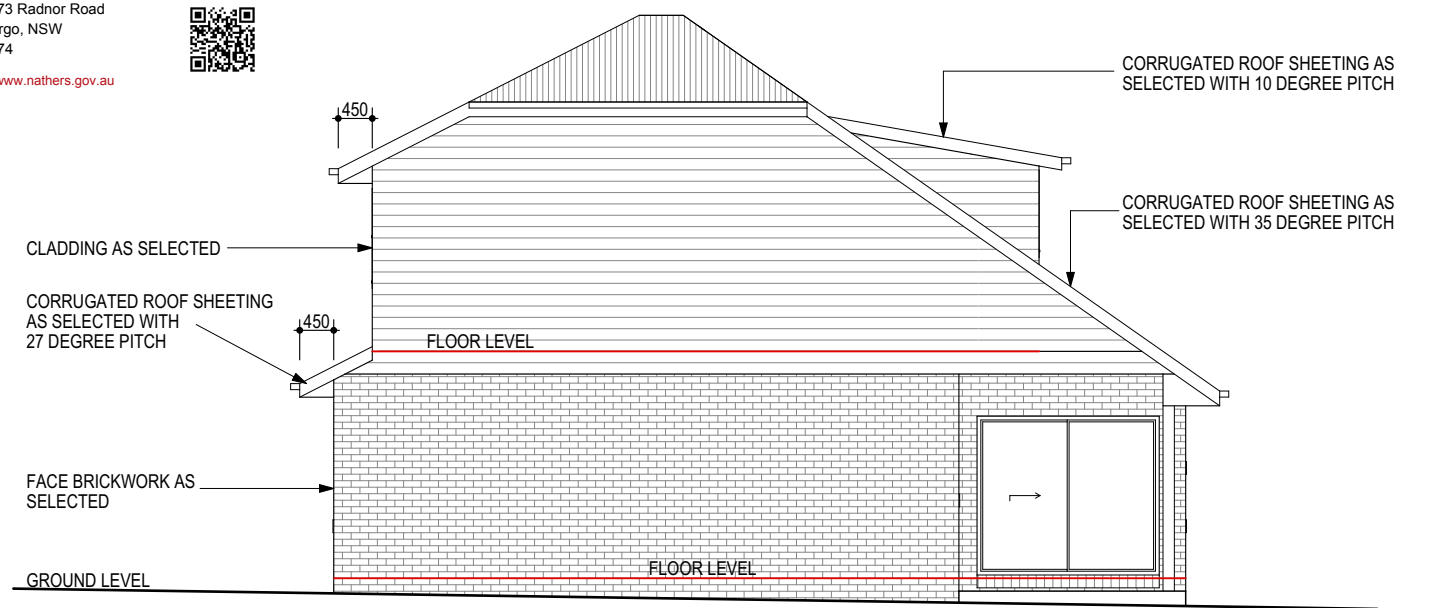 73 Radnor Road
rgo, NSW
74
www.nathers.gov.au
CORRUGATED ROOF SHEETING AS
SELECTED WITH 10 DEGREE PITCH
450
CORRUGATED ROOF SHEETING AS
SELECTED WITH 35 DEGREE PITCH
CLADDING AS SELECTED
CORRUGATED ROOF SHEETING
AS SELECTED WITH
27 DEGREE PITCH
450
FLOOR LEVEL
FACE BRICKWORK AS
SELECTED
FLOOR LEVEL
GROUND LEVEL